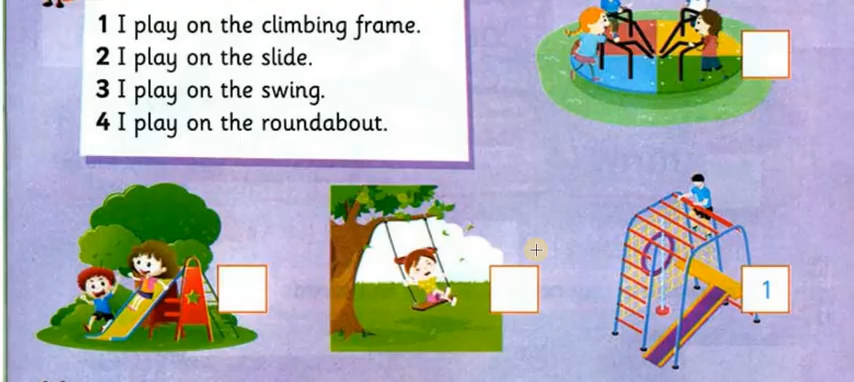 1 I play on the climbing frame.
2 I play on the slide.
3 I play on the swing.
4 I play on the roundabout.
1